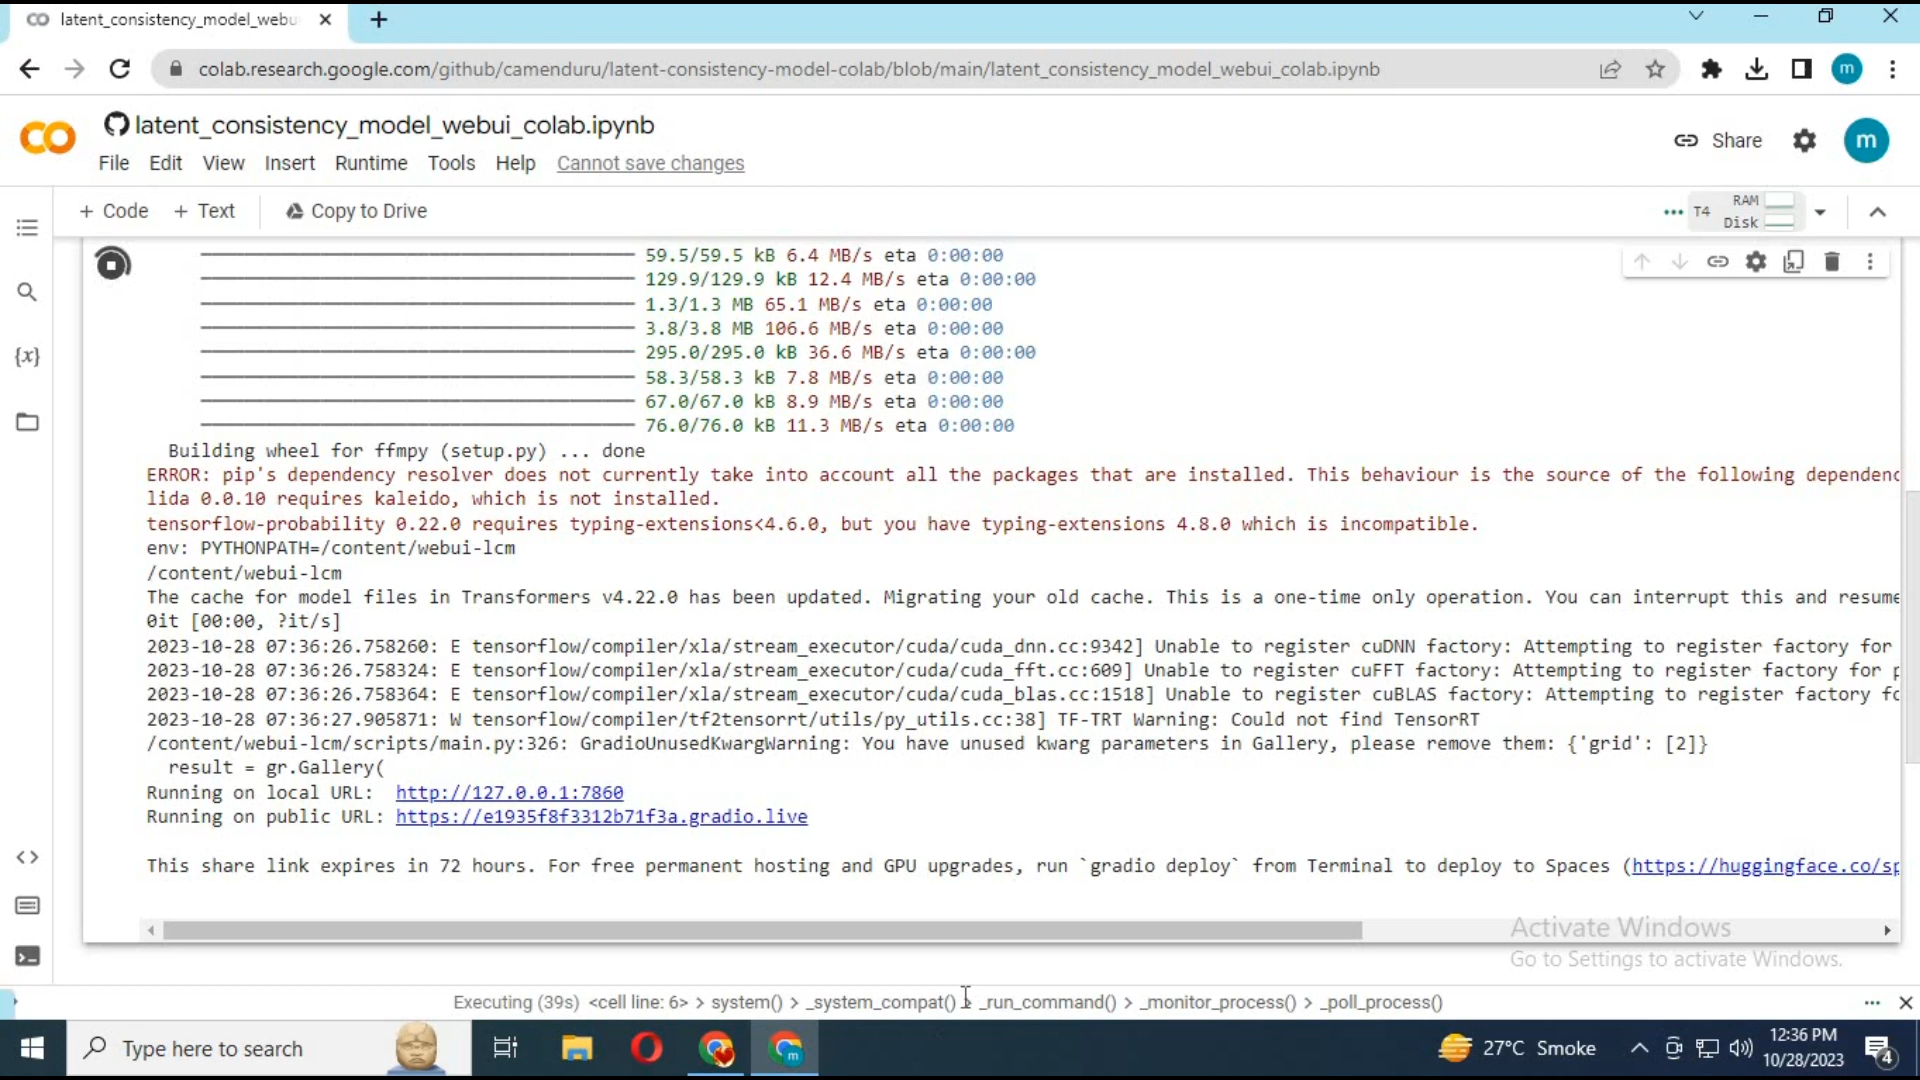 latent_consistency_model_webu
colab.research.google.com/github/camenduru/latent-consistency-model-colab/blob/main/latent_consistency_model_webui_colab.ipynb
m
latent_consistency_model_webui_colab.ipynb
Share
m
File Edit View Insert Runtime Tools Help Cannot save changes
+ Code + Text Copy to Drive
T4 RAM
Disk
59.5/59.5 kB 6.4 MB/s eta 0:00:00
129.9/129.9 kB 12.4 MB/s eta 0:00:00
1.3/1.3 MB 65.1 MB/s eta 0:00:00
3.8/3.8 MB 106.6 MB/s eta 0:00:00
295.0/295.0 kB 36.6 MB/s eta 0:00:00
58.3/58.3 kB 7.8 MB/s eta 0:00:00
67.0/67.0 kB 8.9 MB/s eta 0:00:00
76.0/76.0 kB 11.3 MB/s eta 0:00:00
Building wheel for ffmpy (setup.py) ... done
ERROR: pip's dependency resolver does not currently take into account all the packages that are installed. This behaviour is the source of the following dependenc
lida 0.0.10 requires kaleido, which is not installed.
tensorflow-probability 0.22.0 requires typing-extensions<4.6.0, but you have typing-extensions 4.8.0 which is incompatible.
env: PYTHONPATH=/content/webui-lcm
/content/webui-lcm
The cache for model files in Transformers v4.22.0 has been updated. Migrating your old cache. This is a one-time only operation. You can interrupt this and resume
0it [00:00, ?it/s]
2023-10-28 07:36:26.758260: E tensorflow/compiler/xla/stream_executor/cuda/cuda_dnn.cc:9342] Unable to register cuDNN factory: Attempting to register factory for
2023-10-28 07:36:26.758324: E tensorflow/compiler/xla/stream_executor/cuda/cuda_fft.cc:609] Unable to register cuFFT factory: Attempting to register factory for p
2023-10-28 07:36:26.758364: E tensorflow/compiler/xla/stream_executor/cuda/cuda_blas.cc:1518] Unable to register cuBLAS factory: Attempting to register factory fo
2023-10-28 07:36:27.905871: W tensorflow/compiler/tf2tensorrt/utils/py_utils.cc:38] TF-TRT Warning: Could not find TensorRT
/content/webui-lcm/scripts/main.py:326: GradioUnusedKwargWarning: You have unused kwarg parameters in Gallery, please remove them: {'grid': [2]}
result = gr.Gallery(
Running on local URL: http://127.0.0.1:7860
Running on public URL: https://e1935f8f3312b71f3a.gradio.live
This share link expires in 72 hours. For free permanent hosting and GPU upgrades, run `gradio deploy` from Terminal to deploy to Spaces (https://huggingface.co/sp
Activate Windows
Go to Settings to activate Windows.
Executing (39s) <cell line: 6> > system() > _system_compat() > _run_command() > _monitor_process() > _poll_process()
Type here to search
27°C Smoke
12:36 PM
10/28/2023
4